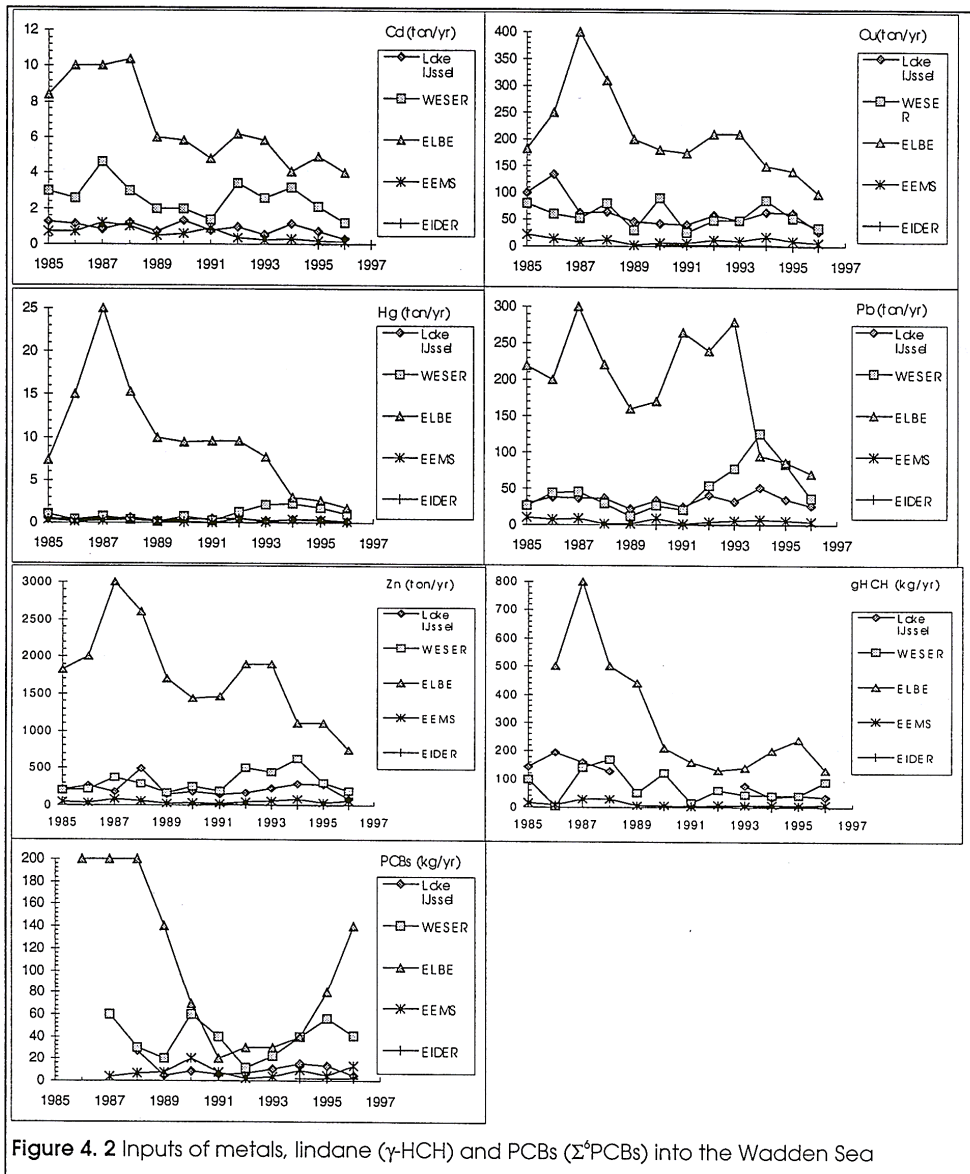 Cd (ton/yr)
12
10
8
6
4
2
0
1985 1987 1989 1991 1993 1995 1997
Lake
IJssel
WESER
ELBE
EEMS
EIDER
Cu(ton/yr)
400
350
300
250
200
150
100
50
0
1985 1987 1989 1991 1993 1995 1997
Lake
IJssel
WESE
R
ELBE
EEMS
EIDER
Hg (ton/yr)
25
20
15
10
5
0
1985 1987 1989 1991 1993 1995 1997
Lake
IJssel
WESER
ELBE
EEMS
EIDER
Pb (ton/yr)
300
250
200
150
100
50
0
1985 1987 1989 1991 1993 1995 1997
Lake
IJssel
WESER
ELBE
EEMS
EIDER
Zn (ton/yr)
3000
2500
2000
1500
1000
500
0
1985 1987 1989 1991 1993 1995 1997
Lake
IJssel
WESER
ELBE
EEMS
EIDER
gHCH (kg/yr)
800
700
600
500
400
300
200
100
0
1985 1987 1989 1991 1993 1995 1997
Lake
IJssel
WESER
ELBE
EEMS
EIDER
PCBs (kg/yr)
200
180
160
140
120
100
80
60
40
20
0
1985 1987 1989 1991 1993 1995 1997
Lake
IJssel
WESER
ELBE
EEMS
EIDER
Figure 4. 2 Inputs of metals, lindane (γ-HCH) and PCBs (Σ⁶PCBs) into the Wadden Sea